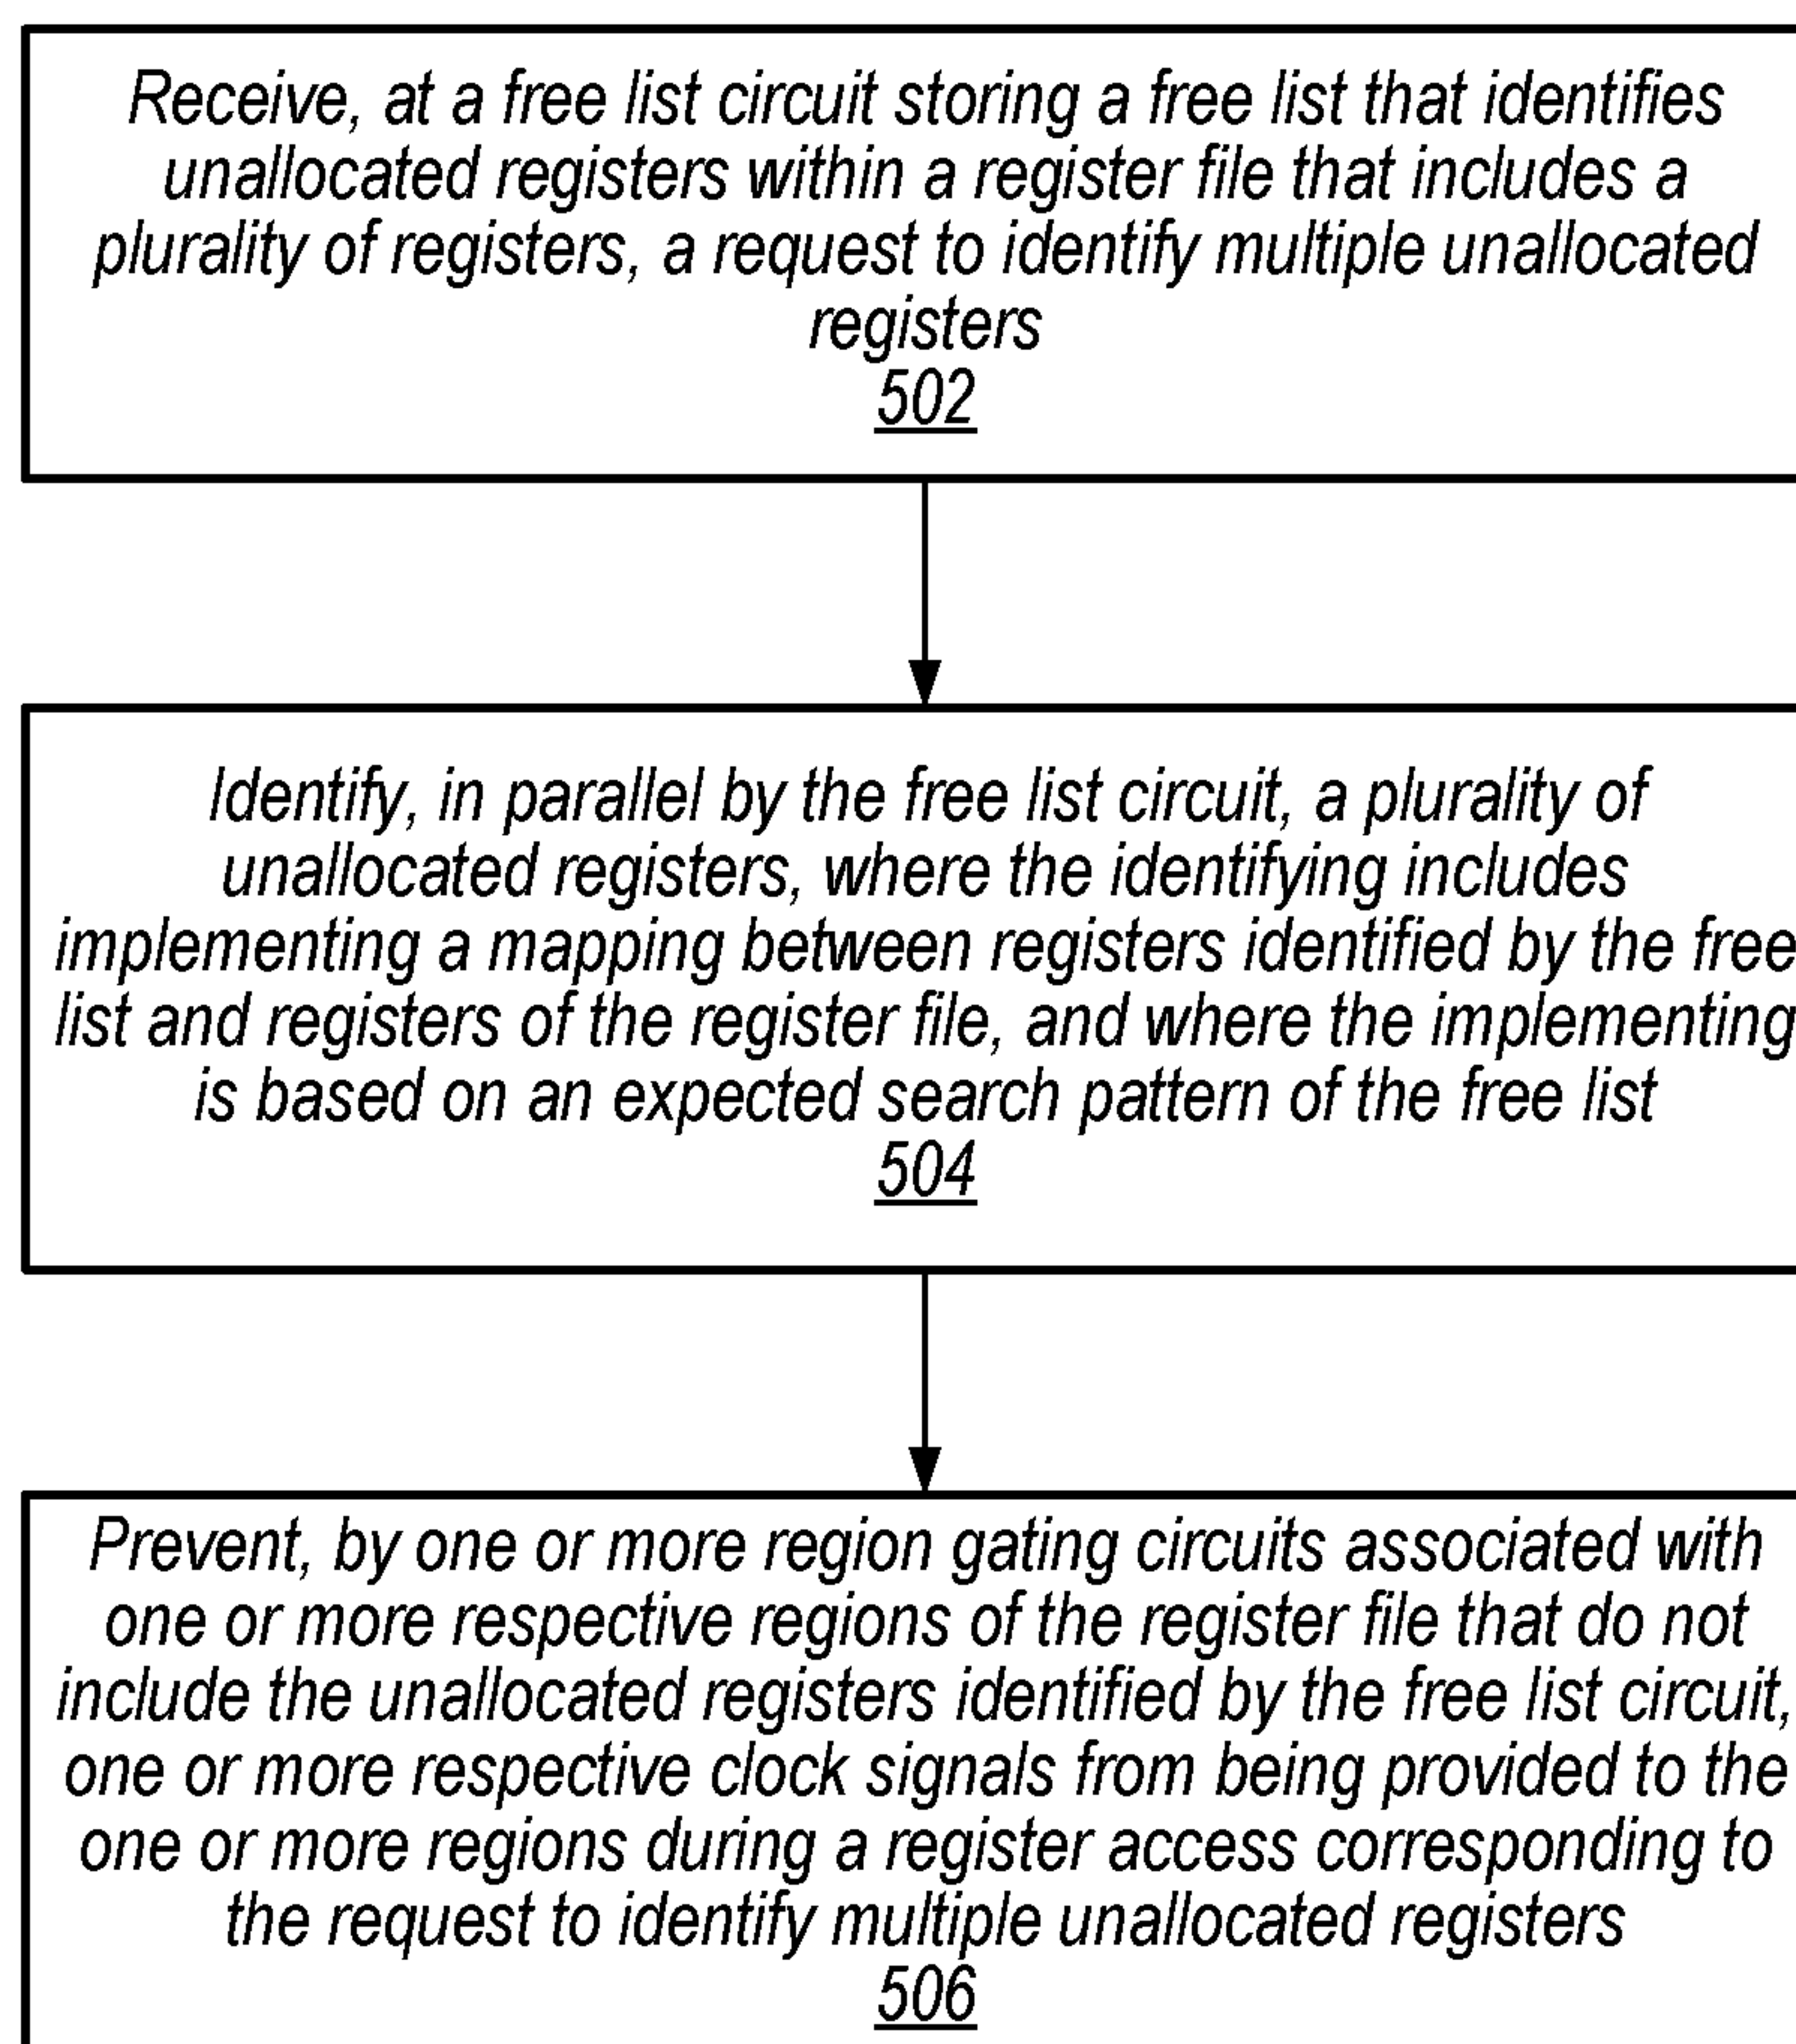 Receive, at a free list circuit storing a free list that identifies
unallocated registers within a register file that includes a
plurality of registers, a request to identify multiple unallocated
registers
502
Identify, in parallel by the free list circuit, a plurality of
unallocated registers, where the identifying includes
implementing a mapping between registers identified by the free
list and registers of the register file, and where the implementing
is based on an expected search pattern of the free list
504
Prevent, by one or more region gating circuits associated with
one or more respective regions of the register file that do not
include the unallocated registers identified by the free list circuit,
one or more respective clock signals from being provided to the
one or more regions during a register access corresponding to
the request to identify multiple unallocated registers
506